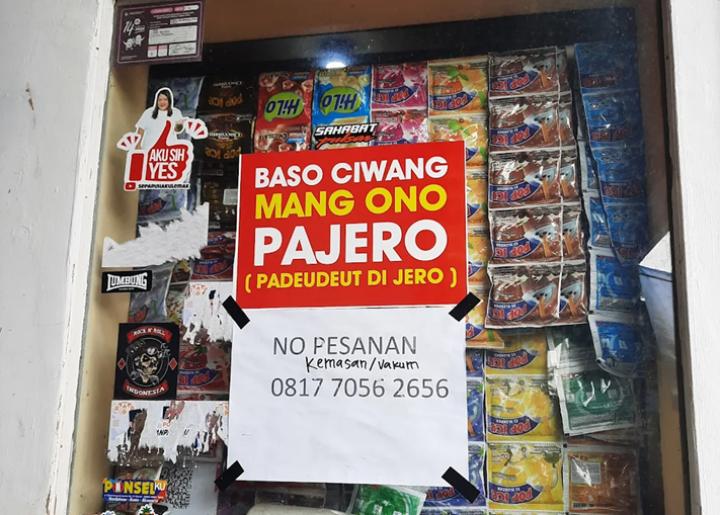 BASO CIWANG
MANG ONO
PAJERO
( PADEUDEUT DI JERO )
NO PESANAN
Kemasan/vakum
0817 7056 2656
AKU SIH
YES
LUMBUNG
ROCK N' ROLL
INDONESIA
PONSELKU
SAHABAT
HiLO
HiLO
POP ICE